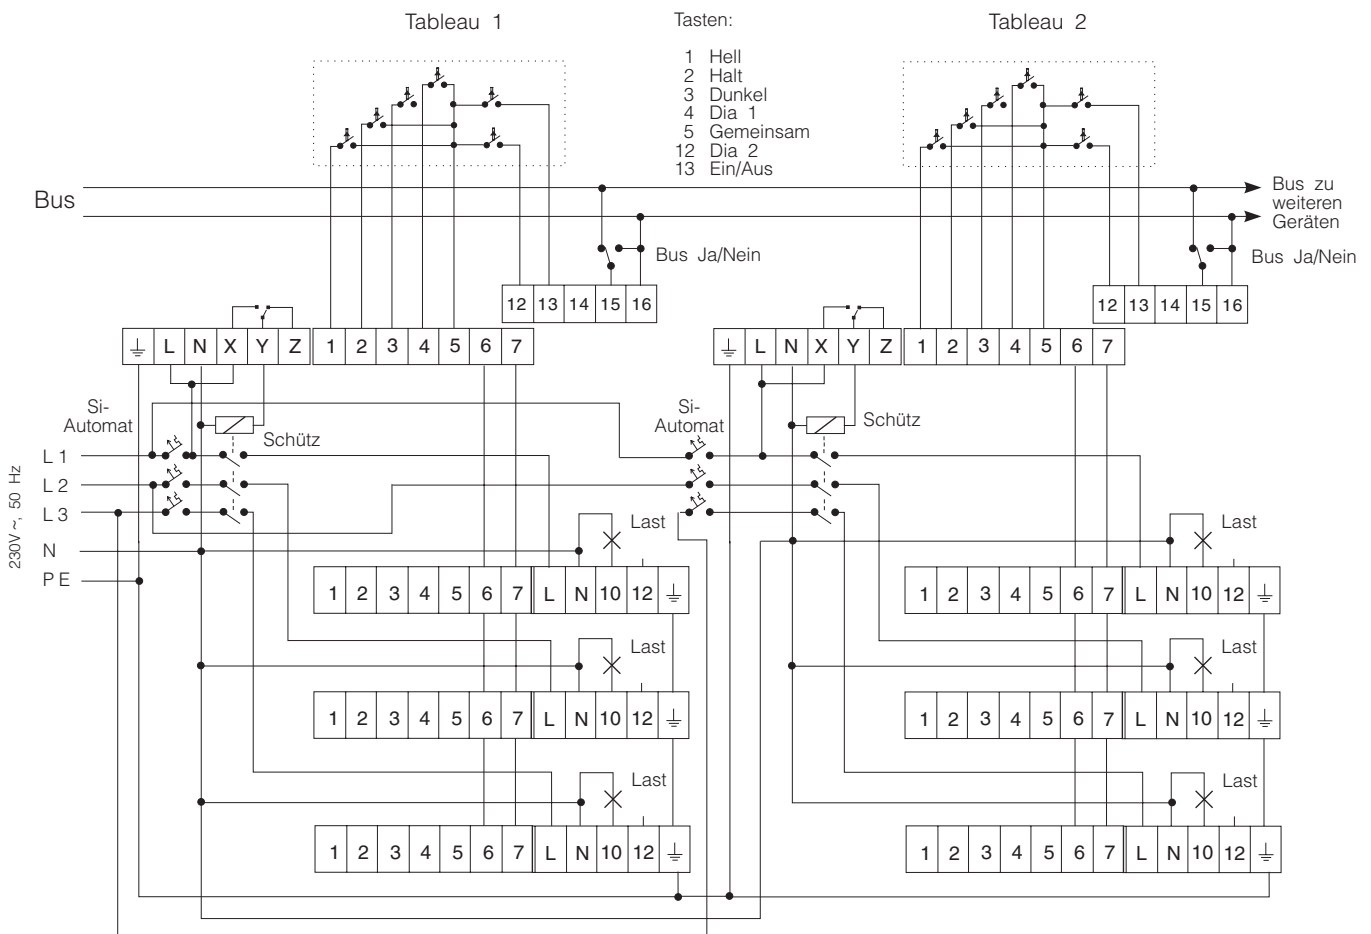 Tableau 1
Tasten:
Tableau 2
1 Hell
2 Halt
3 Dunkel
4 Dia 1
5 Gemeinsam
12 Dia 2
13 Ein/Aus
Bus
Bus zu
weiteren
Geräten
Bus Ja/Nein
Bus Ja/Nein
12 13 14 15 16
12 13 14 15 16
L N X Y Z
1 2 3 4 5 6 7
L N X Y Z
1 2 3 4 5 6 7
Si-
Automat
Schütz
Si-
Automat
Schütz
230V~, 50 Hz
L1
L2
L3
N
PE
Last
Last
1 2 3 4 5 6 7 L N 10 12
1 2 3 4 5 6 7 L N 10 12
Last
Last
1 2 3 4 5 6 7 L N 10 12
1 2 3 4 5 6 7 L N 10 12
Last
Last
1 2 3 4 5 6 7 L N 10 12
1 2 3 4 5 6 7 L N 10 12